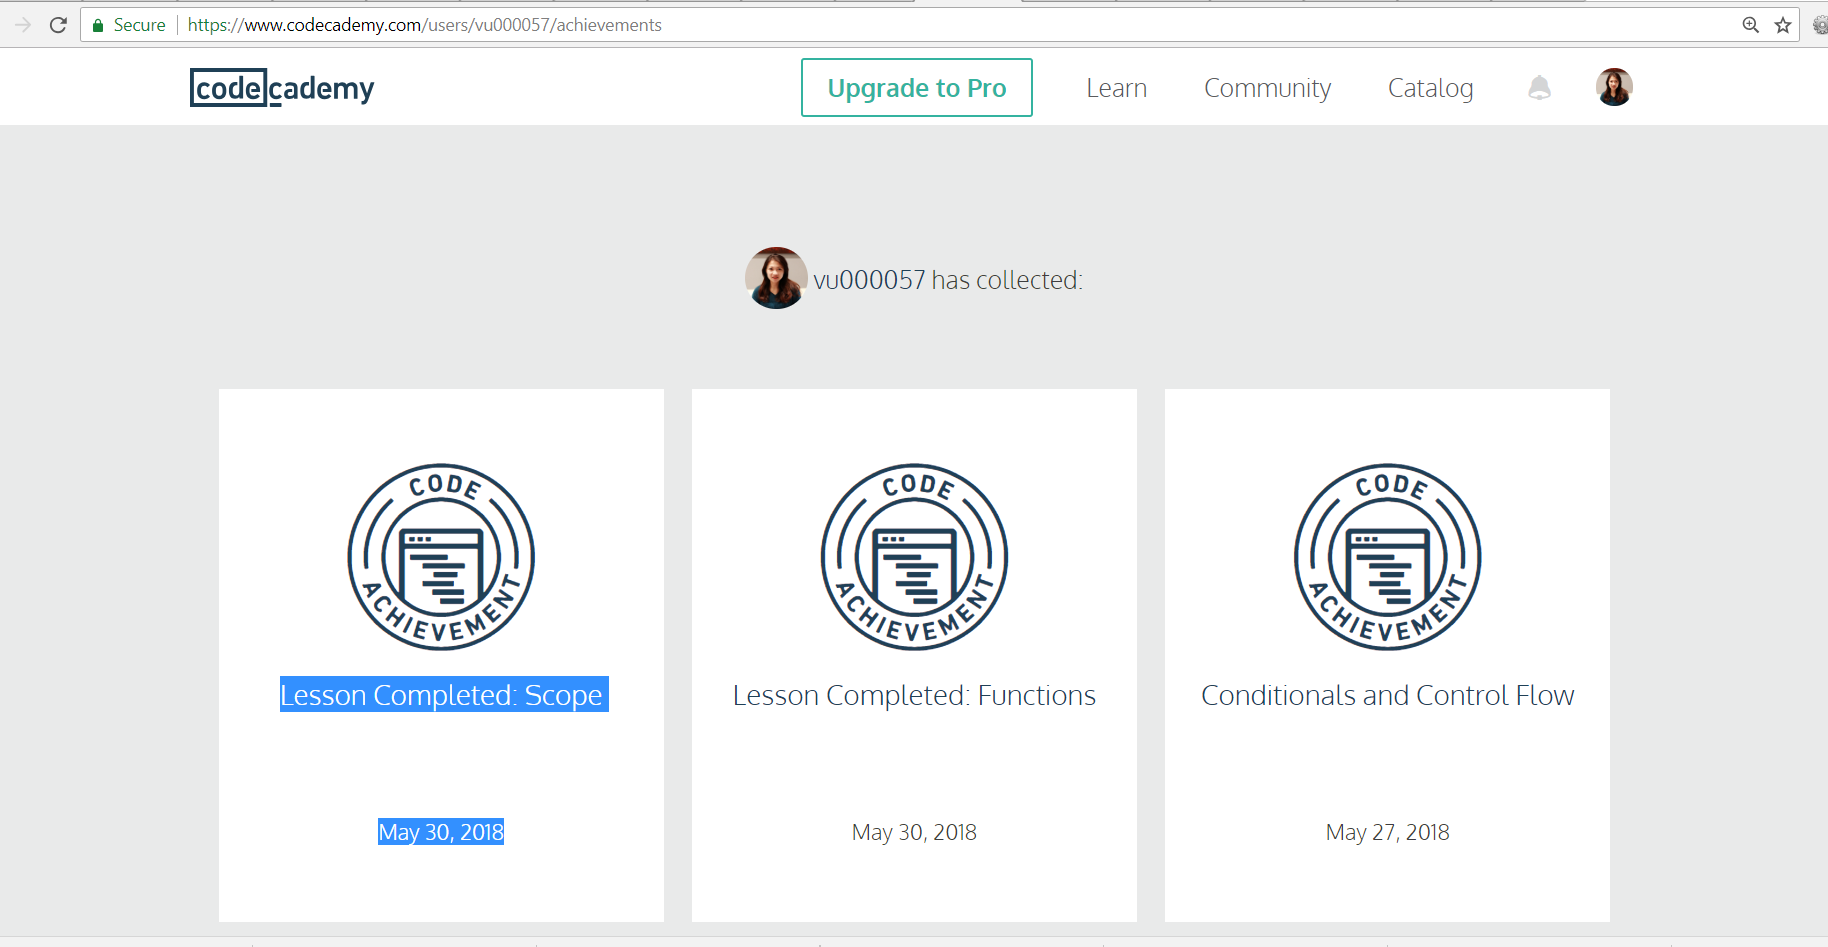 Secure https://www.codecademy.com/users/vu000057/achievements
codecademy Upgrade to Pro Learn Community Catalog
vu000057 has collected:
CODE ACHIEVEMENT CODE ACHIEVEMENT CODE ACHIEVEMENT
Lesson Completed: Scope Lesson Completed: Functions Conditionals and Control Flow
May 30, 2018 May 30, 2018 May 27, 2018